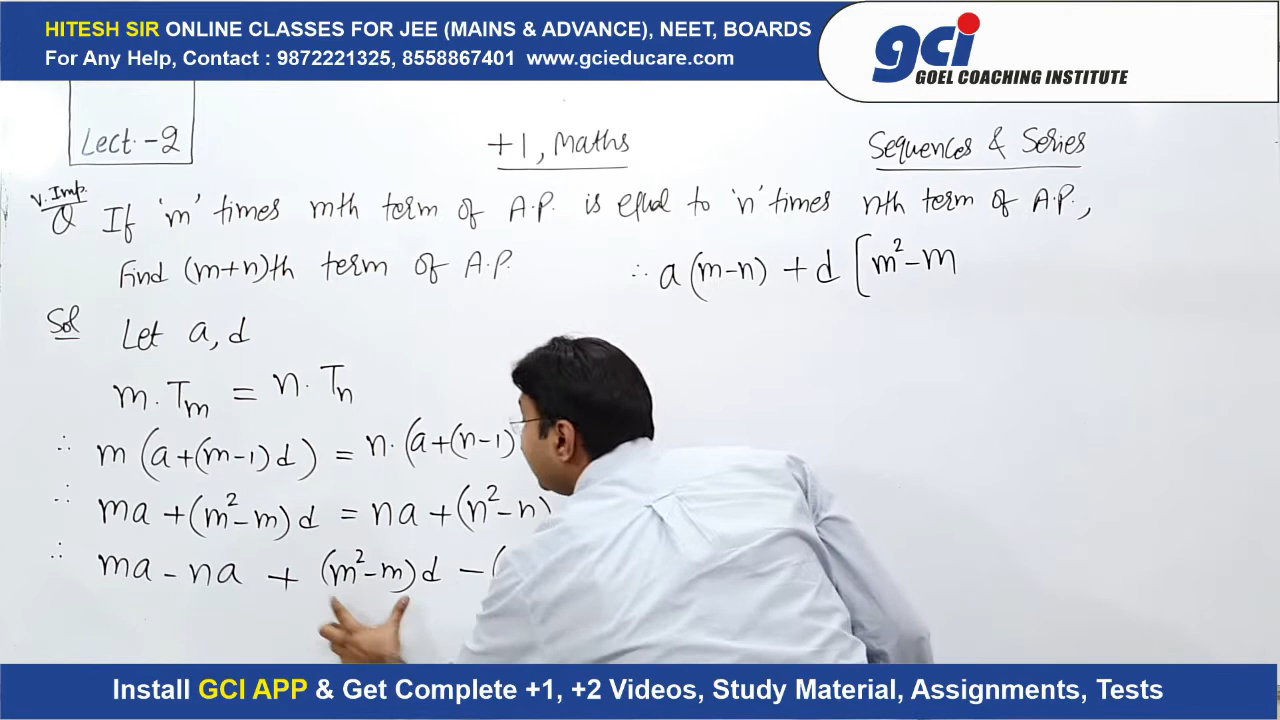 HITESH SIR ONLINE CLASSES FOR JEE (MAINS & ADVANCE), NEET, BOARDS
For Any Help, Contact : 9872221325, 8558867401 www.gcieducare.com
gci
GOEL COACHING INSTITUTE
Lect. -2
+1, Maths
Sequences & Series
V. Imp.
Q If 'm' times mth term of A.P. is equal to 'n' times nth term of A.P.,
Find (m+n)th term of A.P.
∴ a(m-n) + d [m²-m
Sol Let a, d
m.Tm = n.Tn
∴ m(a+(m-1)d) = n.(a+(n-1)
∴ ma+(m²-m)d = na+(n²-n)
∴ ma-na + (m²-m)d -(
Install GCI APP & Get Complete +1, +2 Videos, Study Material, Assignments, Tests